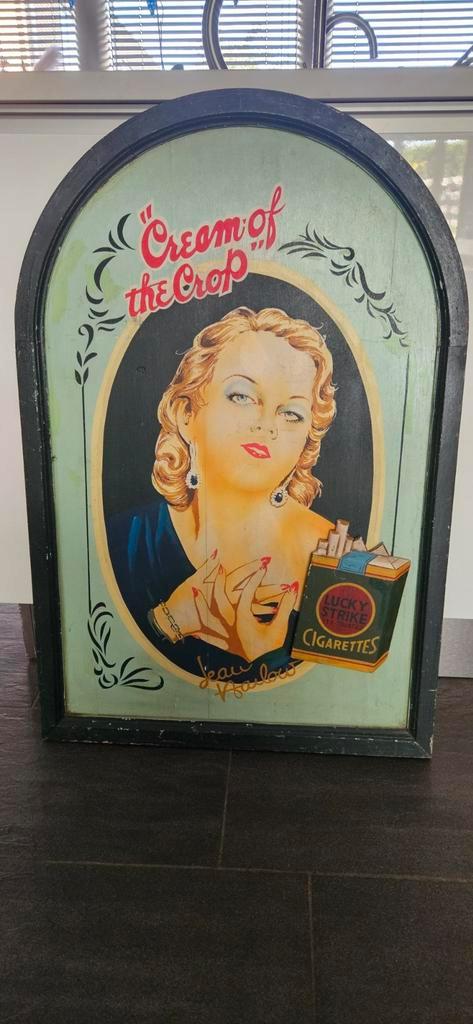 "Cream of
the Crop"
LUCKY
STRIKE
CIGARETTES
Jean
Harlow